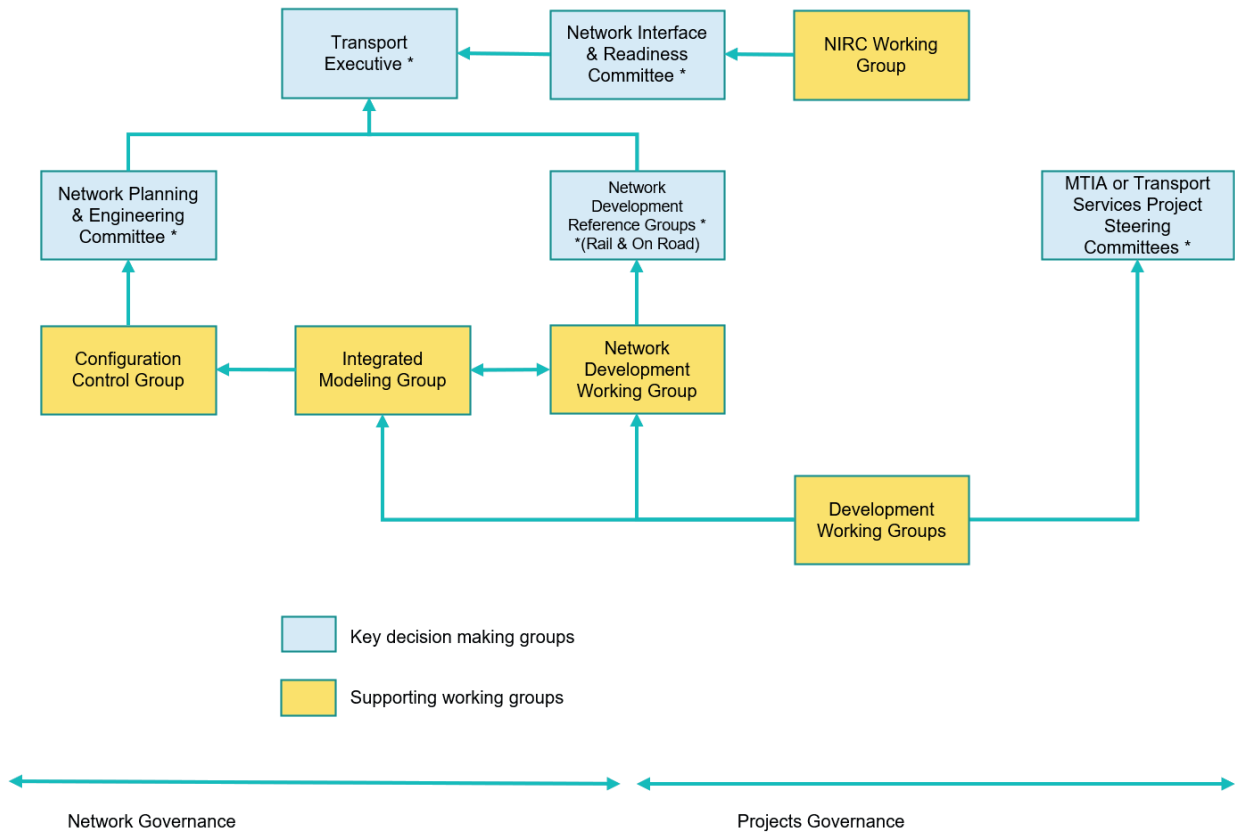 Transport
Executive *
Network Interface
& Readiness
Committee *
NIRC Working
Group
Network Planning
& Engineering
Committee *
Network
Development
Reference Groups *
*(Rail & On Road)
MTIA or Transport
Services Project
Steering
Committees *
Configuration
Control Group
Integrated
Modeling Group
Network
Development
Working Group
Development
Working Groups
Key decision making groups
Supporting working groups
Network Governance
Projects Governance